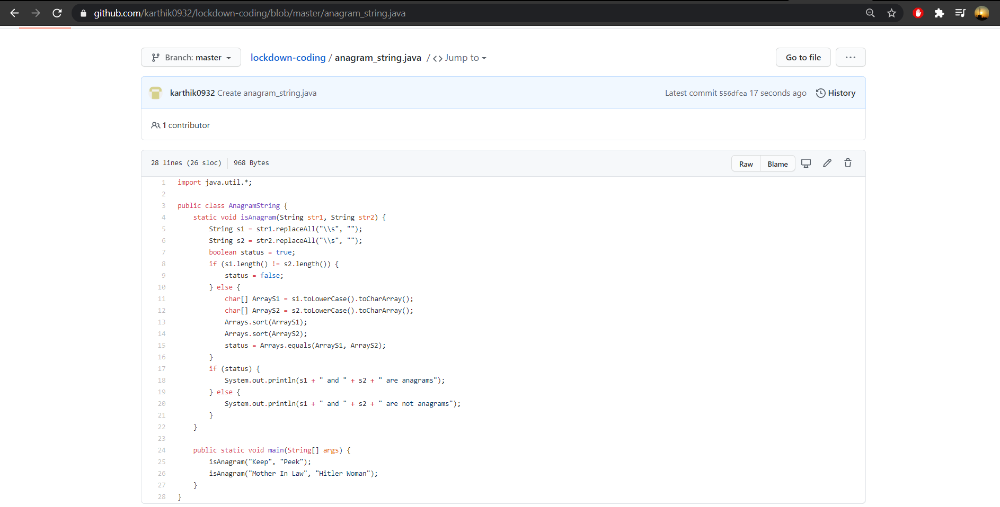 github.com/karthik0932/lockdown-coding/blob/master/anagram_string.java
Branch: master
lockdown-coding / anagram_string.java / <> Jump to
Go to file
...
karthik0932 Create anagram_string.java
Latest commit 556dfea 17 seconds ago
History
1 contributor
28 lines (26 sloc)
968 Bytes
Raw
Blame
1 import java.util.*;
2
3 public class AnagramString {
4     static void isAnagram(String str1, String str2) {
5         String s1 = str1.replaceAll("\\s", "");
6         String s2 = str2.replaceAll("\\s", "");
7         boolean status = true;
8         if (s1.length() != s2.length()) {
9             status = false;
10         } else {
11             char[] ArrayS1 = s1.toLowerCase().toCharArray();
12             char[] ArrayS2 = s2.toLowerCase().toCharArray();
13             Arrays.sort(ArrayS1);
14             Arrays.sort(ArrayS2);
15             status = Arrays.equals(ArrayS1, ArrayS2);
16         }
17         if (status) {
18             System.out.println(s1 + " and " + s2 + " are anagrams");
19         } else {
20             System.out.println(s1 + " and " + s2 + " are not anagrams");
21         }
22     }
23
24     public static void main(String[] args) {
25         isAnagram("Keep", "Peek");
26         isAnagram("Mother In Law", "Hitler Woman");
27     }
28 }